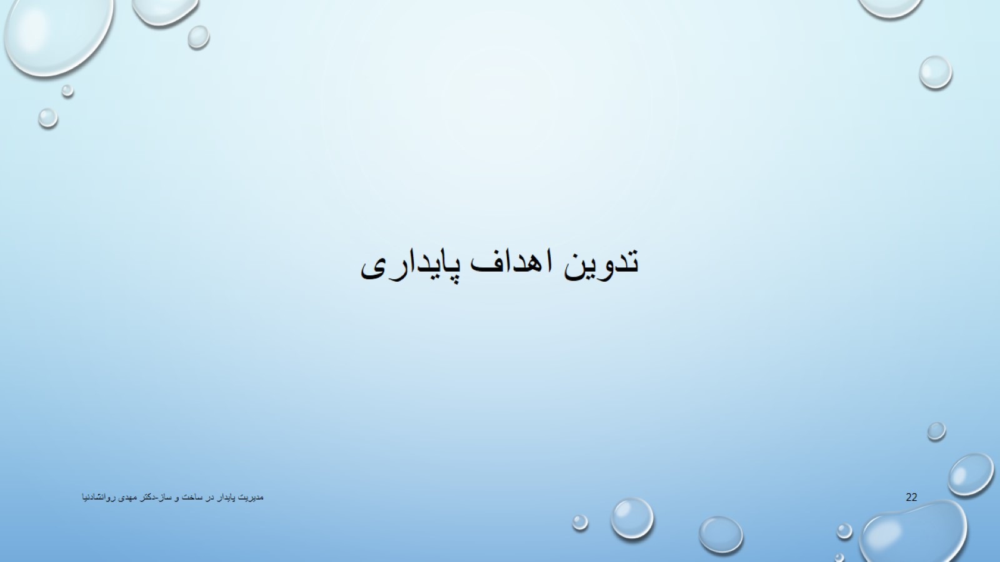 تدوین اهداف پایداری
مدیریت پایدار در ساخت و ساز-دکتر مهدی روانشادنیا
22